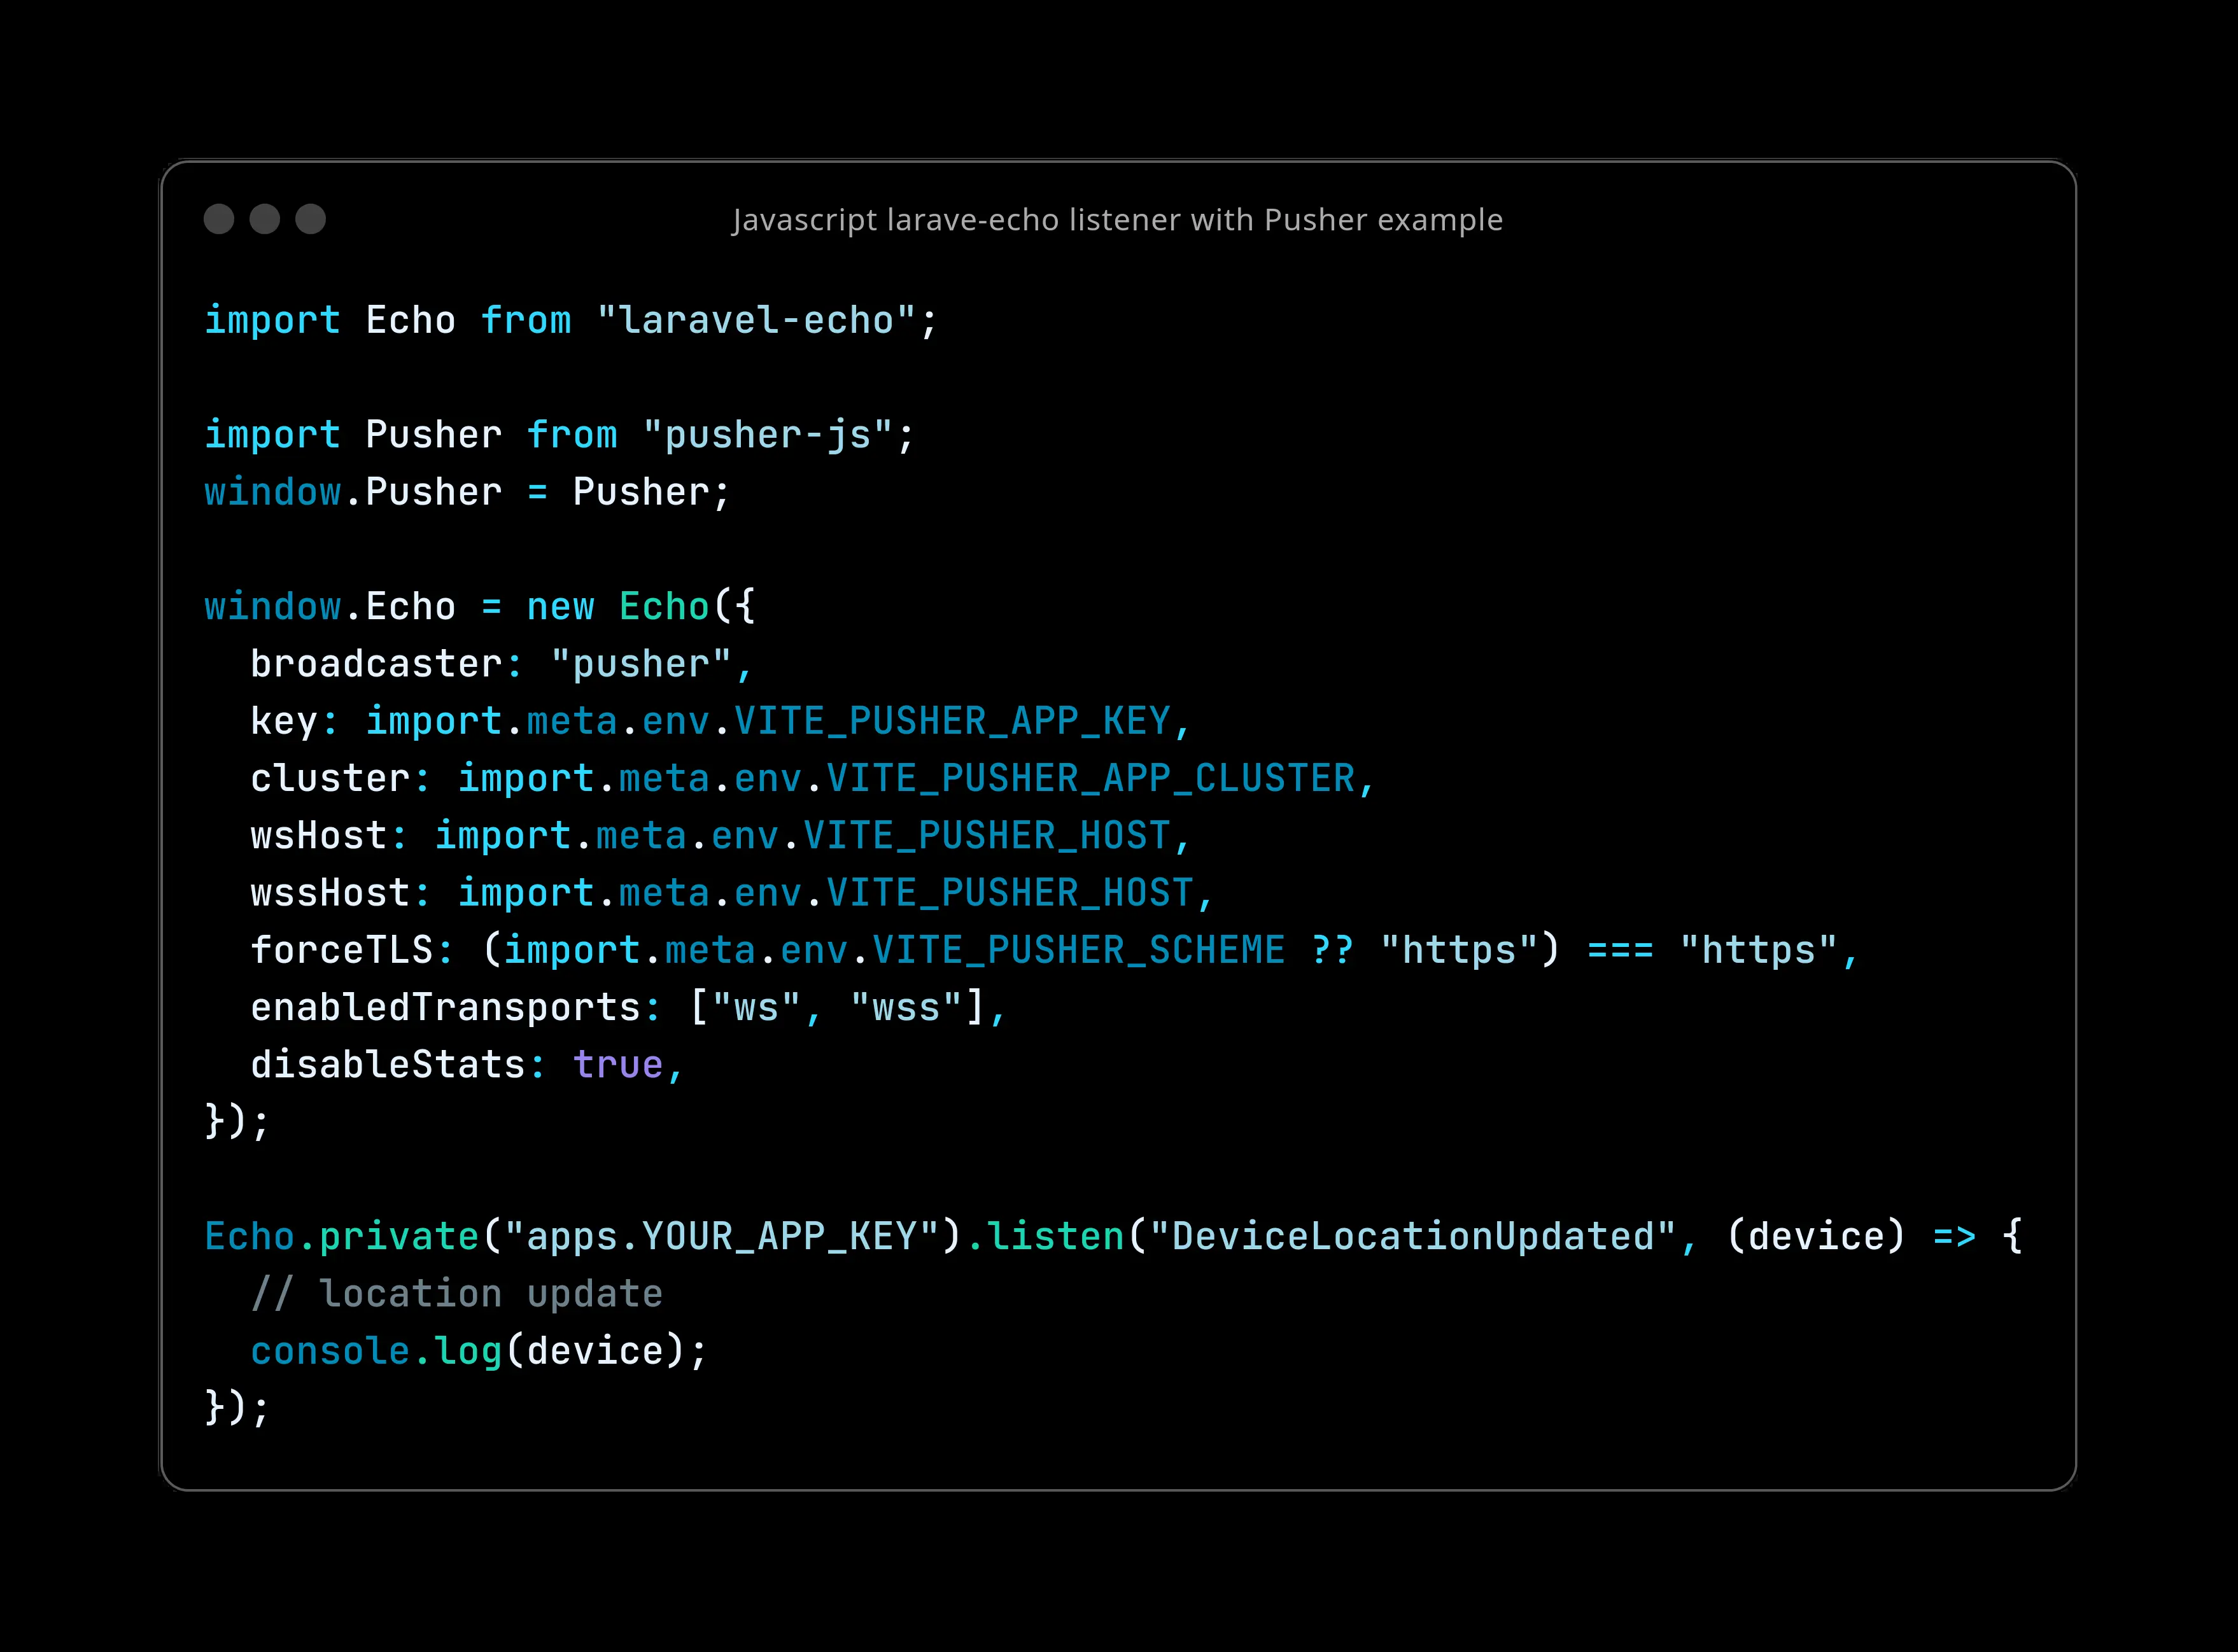 Javascript larave-echo listener with Pusher example
import Echo from "laravel-echo";
import Pusher from "pusher-js";
window.Pusher = Pusher;
window.Echo = new Echo({
  broadcaster: "pusher",
  key: import.meta.env.VITE_PUSHER_APP_KEY,
  cluster: import.meta.env.VITE_PUSHER_APP_CLUSTER,
  wsHost: import.meta.env.VITE_PUSHER_HOST,
  wssHost: import.meta.env.VITE_PUSHER_HOST,
  forceTLS: (import.meta.env.VITE_PUSHER_SCHEME ?? "https") === "https",
  enabledTransports: ["ws", "wss"],
  disableStats: true,
});
Echo.private("apps.YOUR_APP_KEY").listen("DeviceLocationUpdated", (device) => {
  // location update
  console.log(device);
});